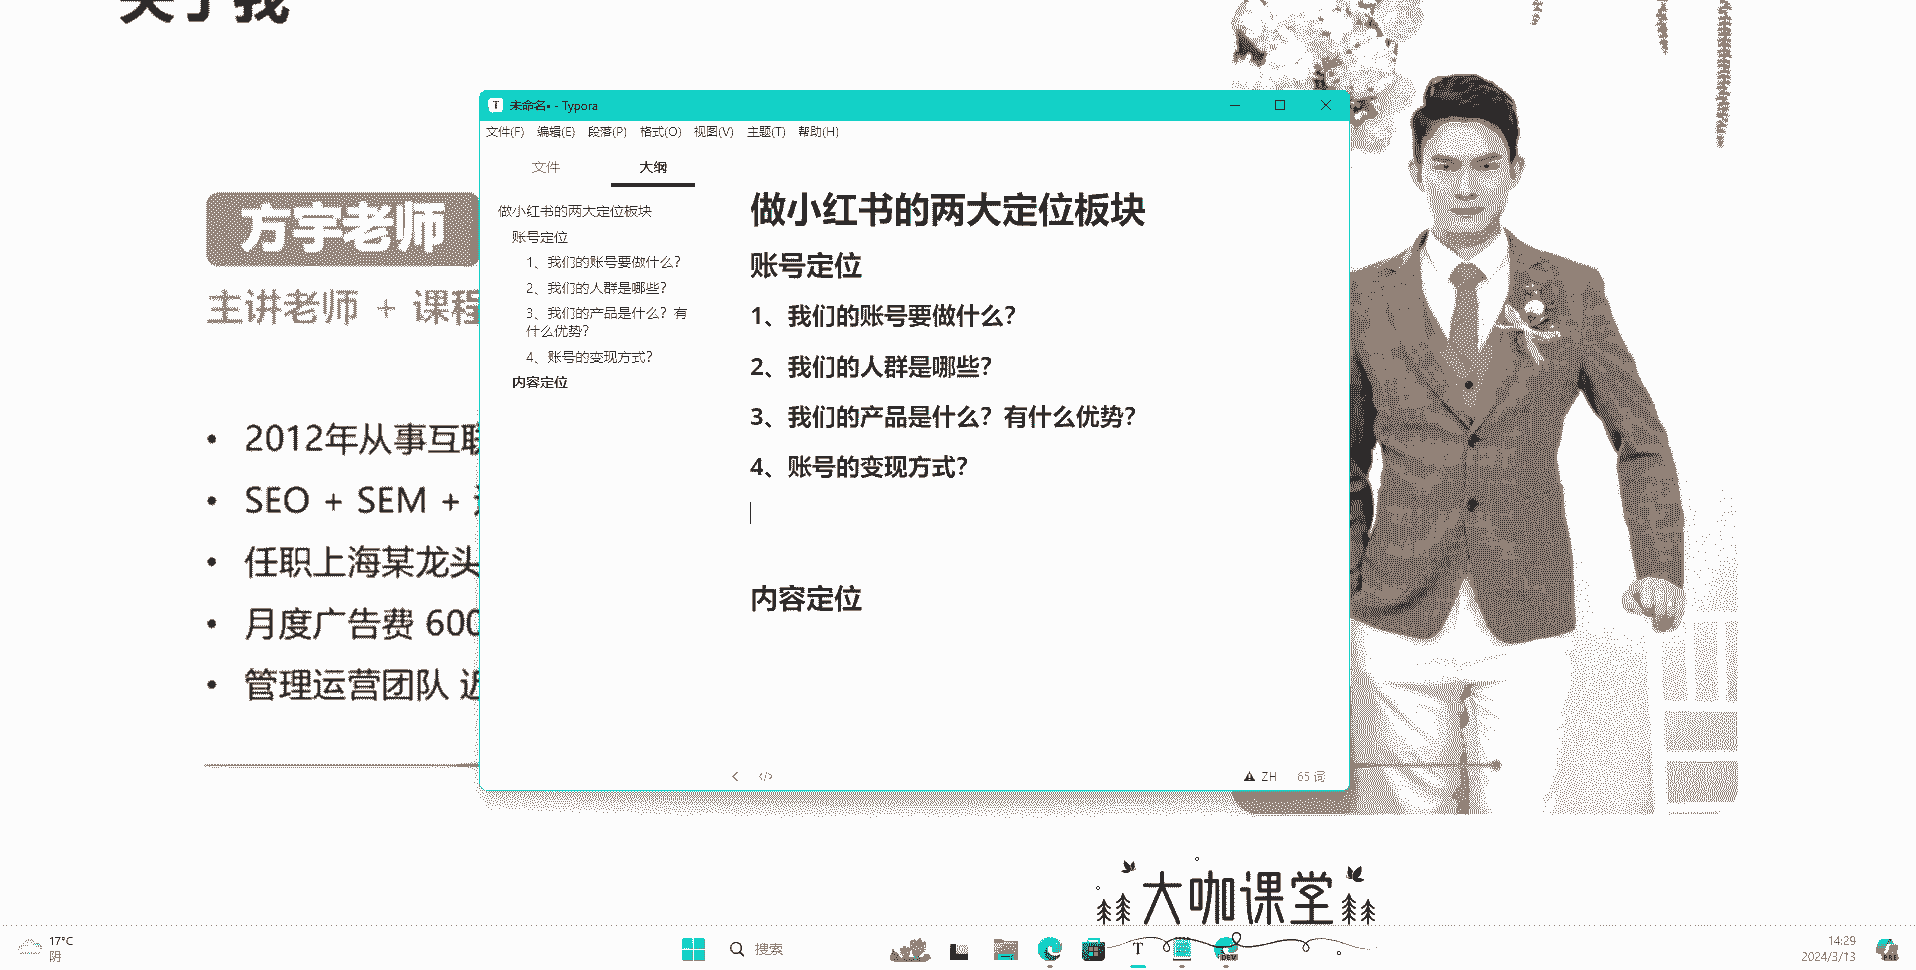 关于我
方宇老师
主讲老师 + 课程
2012年从事互联
SEO + SEM +
任职上海某龙头
月度广告费 600
管理运营团队 近
未命名• - Typora
文件(F) 编辑(E) 段落(P) 格式(O) 视图(V) 主题(T) 帮助(H)
文件 大纲
做小红书的两大定位板块
账号定位
1、我们的账号要做什么？
2、我们的人群是哪些？
3、我们的产品是什么？有
什么优势？
4、账号的变现方式？
内容定位
做小红书的两大定位板块
账号定位
1、我们的账号要做什么？
2、我们的人群是哪些？
3、我们的产品是什么？有什么优势？
4、账号的变现方式？
内容定位
ZH 65 词
大咖课堂
17°C
阴
搜索
T
DEV
14:29
2024/3/13
PRE